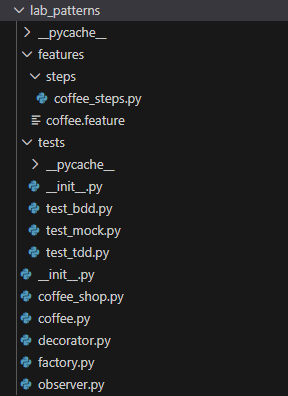 lab_patterns
__pycache__
features
steps
coffee_steps.py
coffee.feature
tests
__pycache__
__init__.py
test_bdd.py
test_mock.py
test_tdd.py
__init__.py
coffee_shop.py
coffee.py
decorator.py
factory.py
observer.py